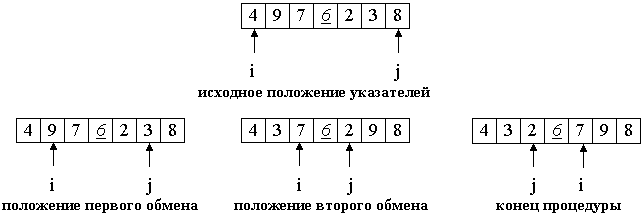 4 9 7 6 2 3 8
i j
исходное положение указателей
4 9 7 6 2 3 8 4 3 7 6 2 9 8 4 3 2 6 7 9 8
i j i j j i
положение первого обмена положение второго обмена конец процедуры